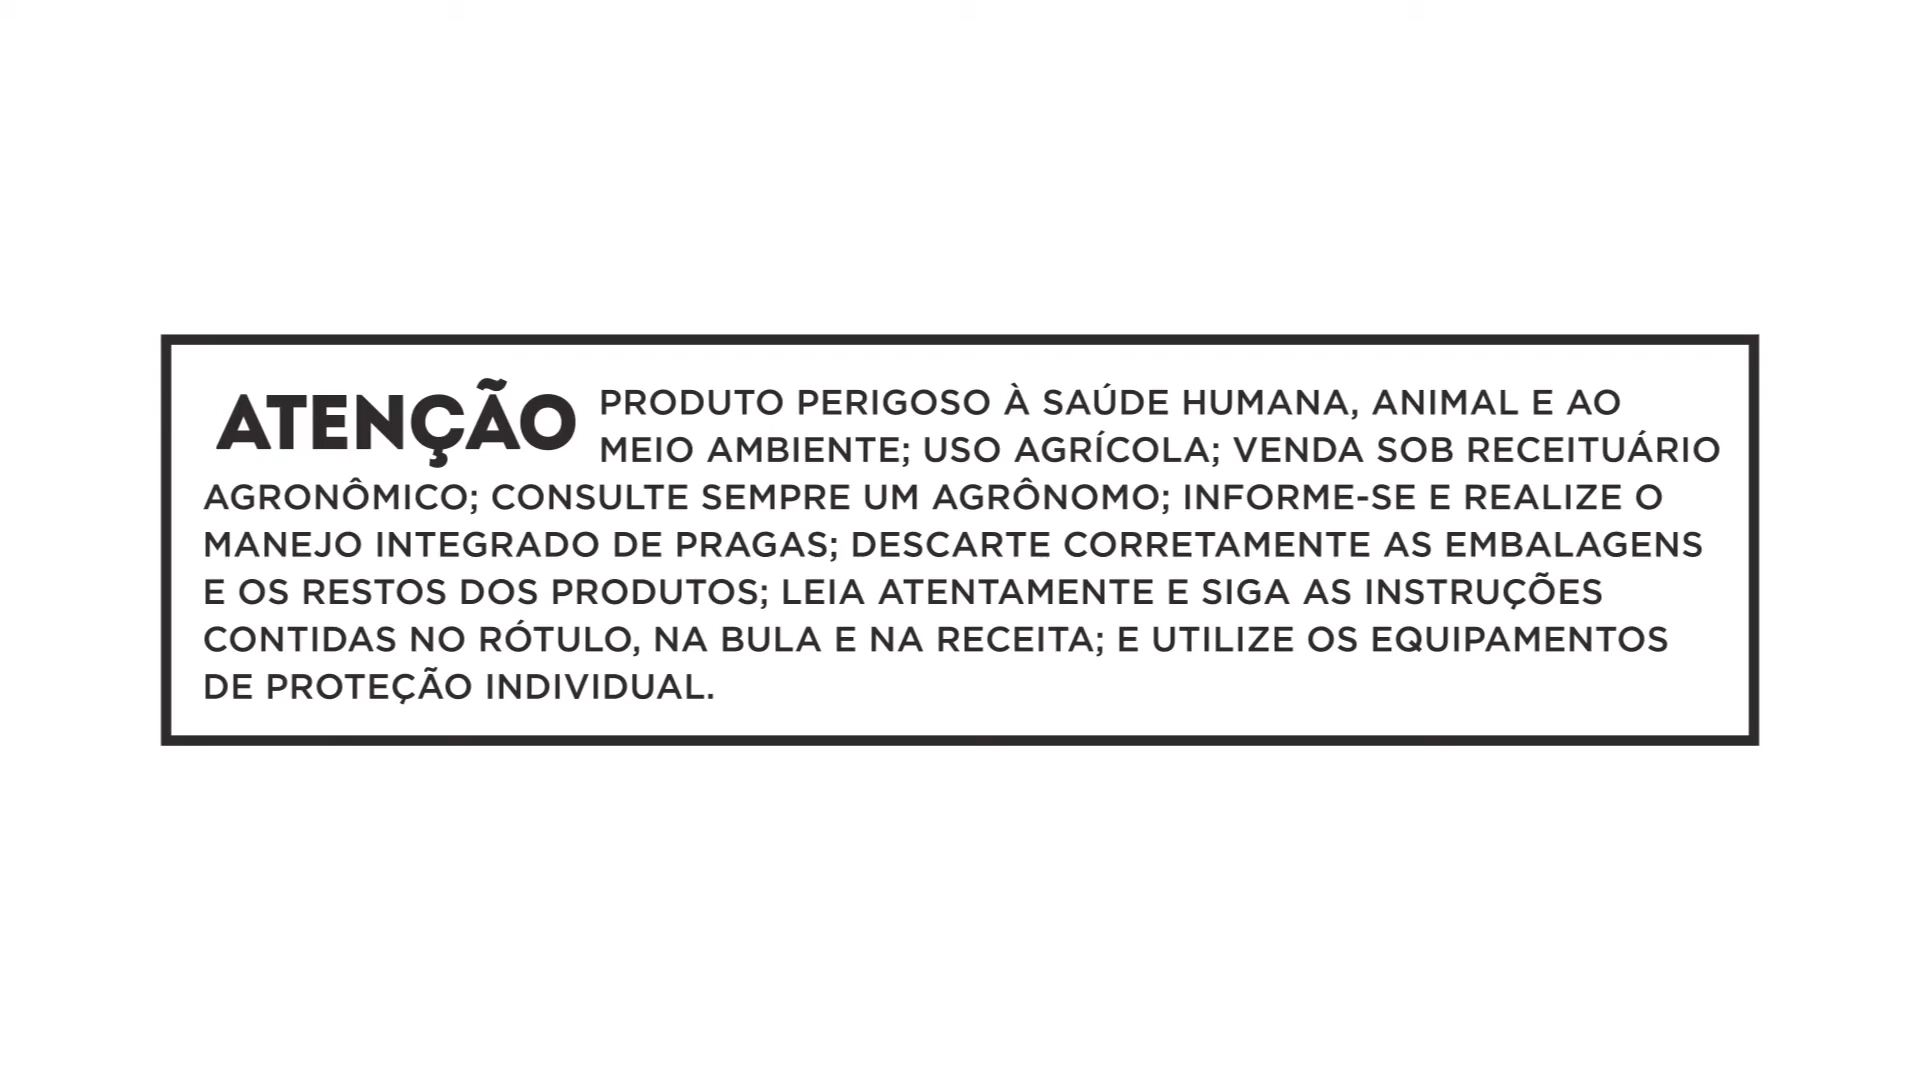 ATENÇÃO PRODUTO PERIGOSO À SAÚDE HUMANA, ANIMAL E AO
MEIO AMBIENTE; USO AGRÍCOLA; VENDA SOB RECEITUÁRIO
AGRONÔMICO; CONSULTE SEMPRE UM AGRÔNOMO; INFORME-SE E REALIZE O
MANEJO INTEGRADO DE PRAGAS; DESCARTE CORRETAMENTE AS EMBALAGENS
E OS RESTOS DOS PRODUTOS; LEIA ATENTAMENTE E SIGA AS INSTRUÇÕES
CONTIDAS NO RÓTULO, NA BULA E NA RECEITA; E UTILIZE OS EQUIPAMENTOS
DE PROTEÇÃO INDIVIDUAL.